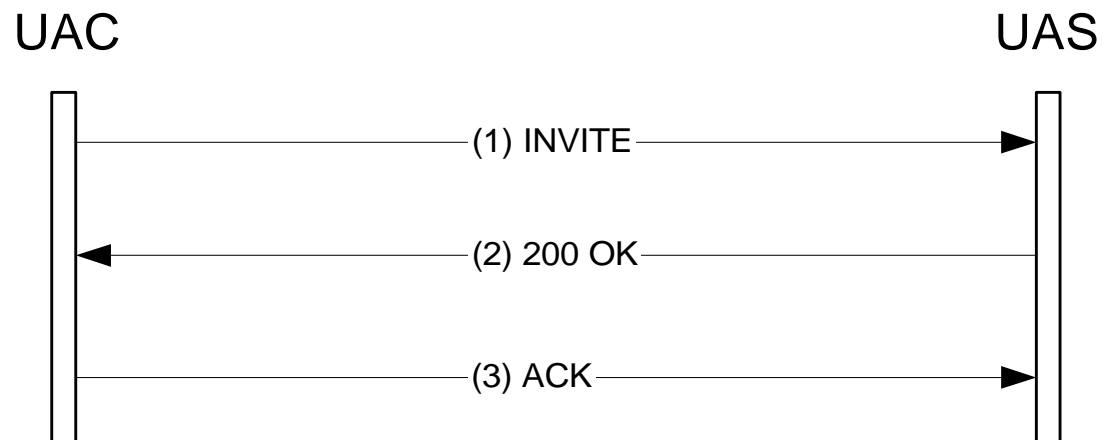 UAC
UAS
(1) INVITE
(2) 200 OK
(3) ACK